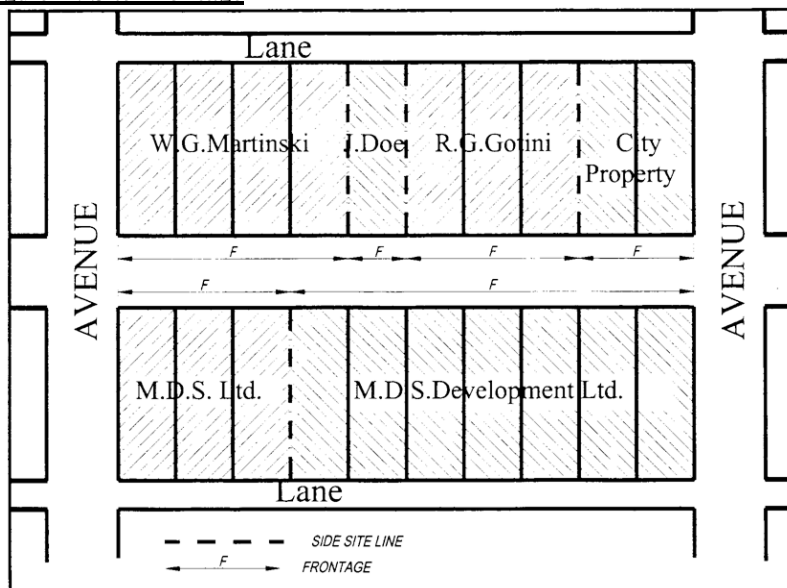 Lane
W.G.Martinski
J.Doe
R.G.Gotini
City
Property
AVENUE
AVENUE
F
F
F
F
F
F
M.D.S. Ltd.
M.D.S.Development Ltd.
Lane
SIDE SITE LINE
F
FRONTAGE